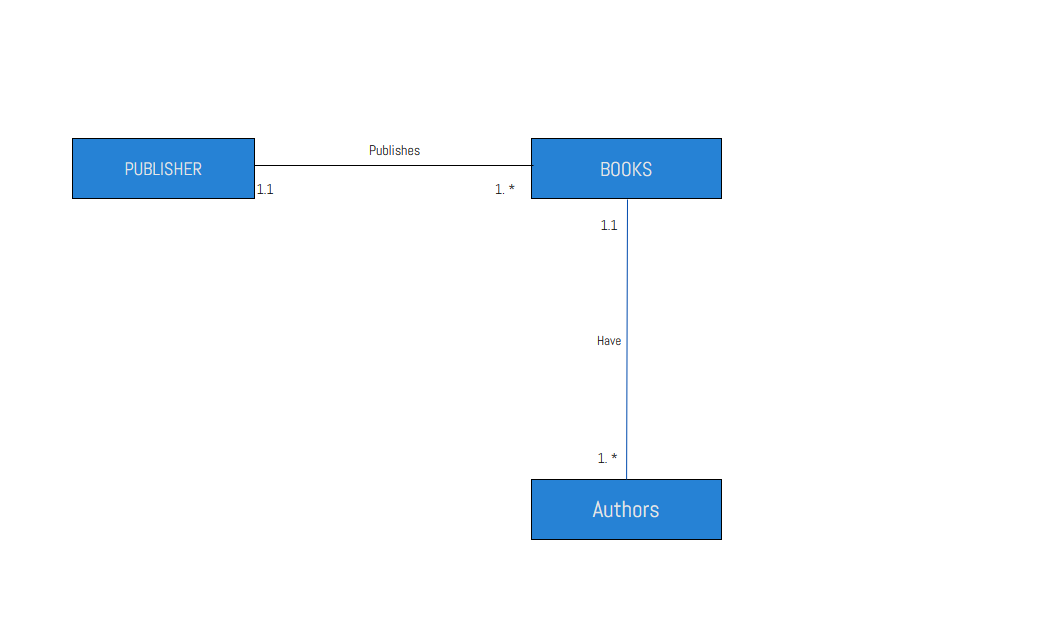 Publishes
PUBLISHER
BOOKS
1.1
1. *
1.1
Have
1. *
Authors